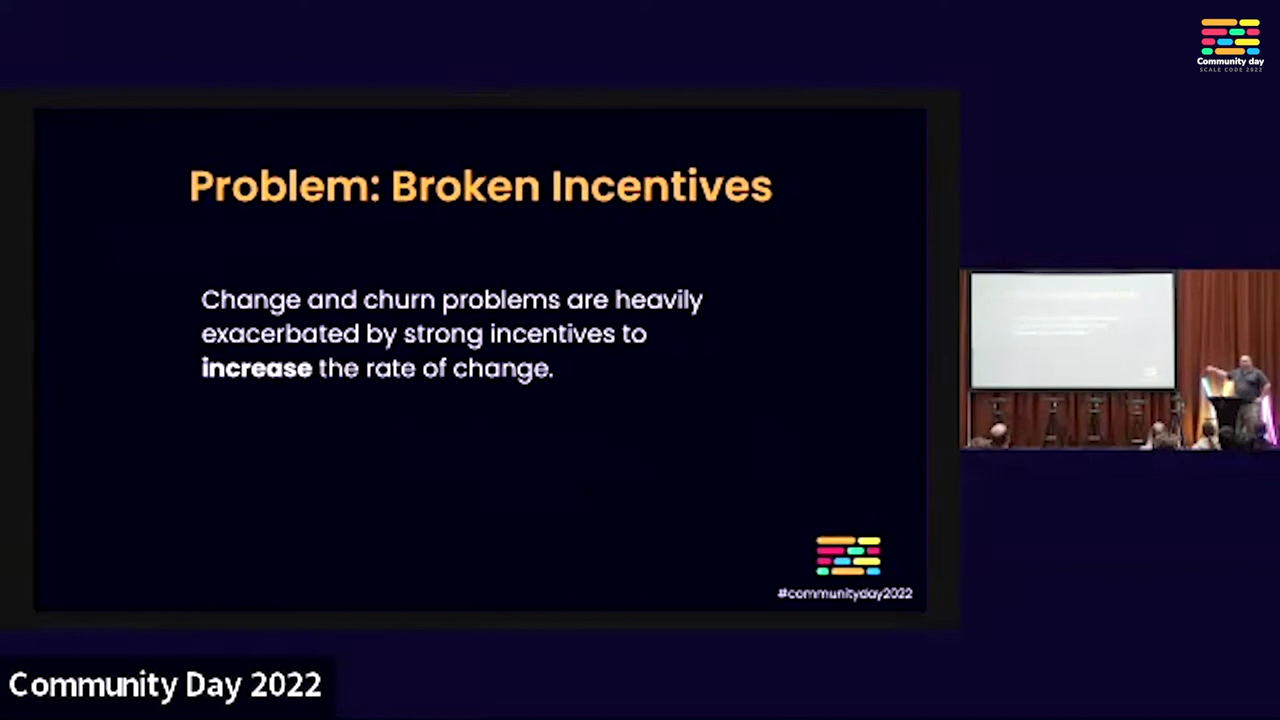 Community day
SCALE CODE 2022
Problem: Broken Incentives
Change and churn problems are heavily
exacerbated by strong incentives to
increase the rate of change.
#communityday2022
Community Day 2022